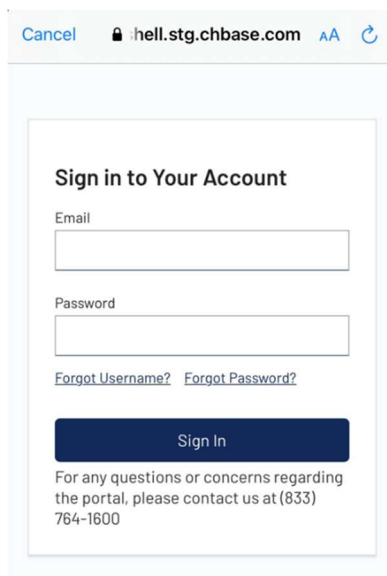 Cancel hell.stg.chbase.com AA
Sign in to Your Account
Email
Password
Forgot Username? Forgot Password?
Sign In
For any questions or concerns regarding
the portal, please contact us at (833)
764-1600